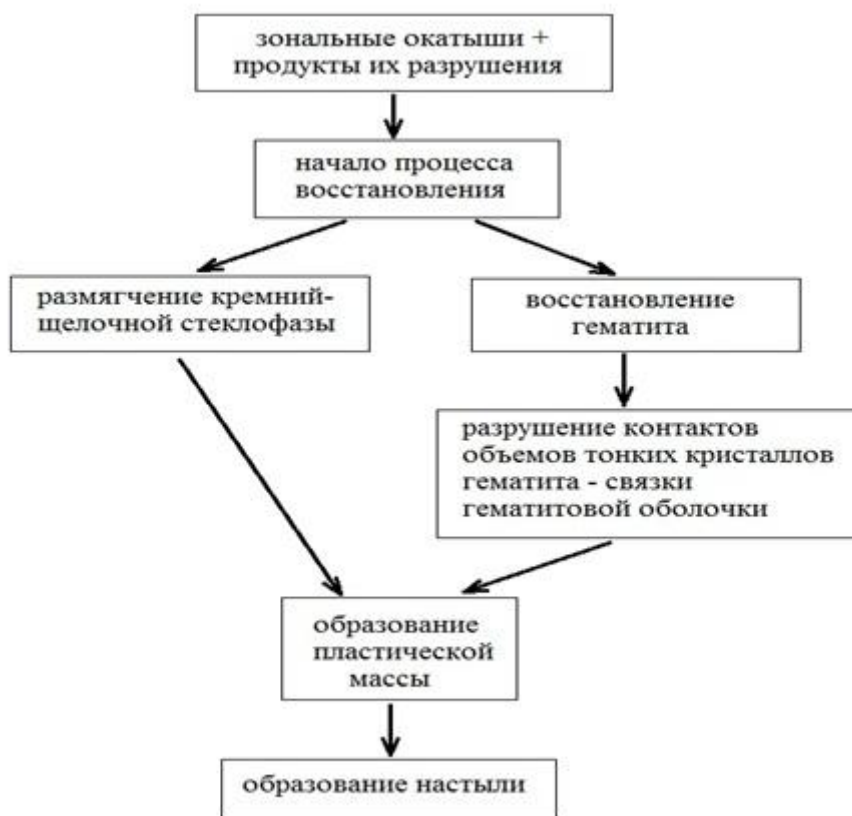 зональные окатыши +
продукты их разрушения
начало процесса
восстановления
размягчение кремний-
щелочной стеклофазы
восстановление
гематита
разрушение контактов
объемов тонких кристаллов
гематита - связки
гематитовой оболочки
образование
пластической
массы
образование настыли